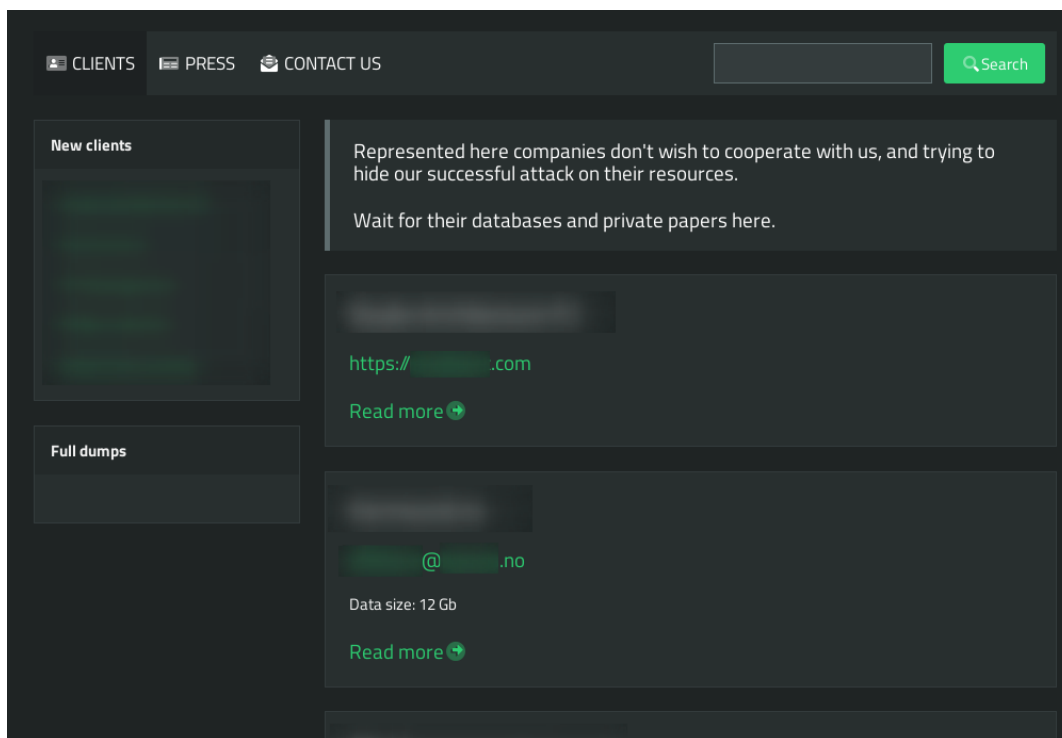 CLIENTS PRESS CONTACT US Search
New clients
Represented here companies don't wish to cooperate with us, and trying to
hide our successful attack on their resources.
Wait for their databases and private papers here.
https:// .com
Read more
Full dumps
@ .no
Data size: 12 Gb
Read more